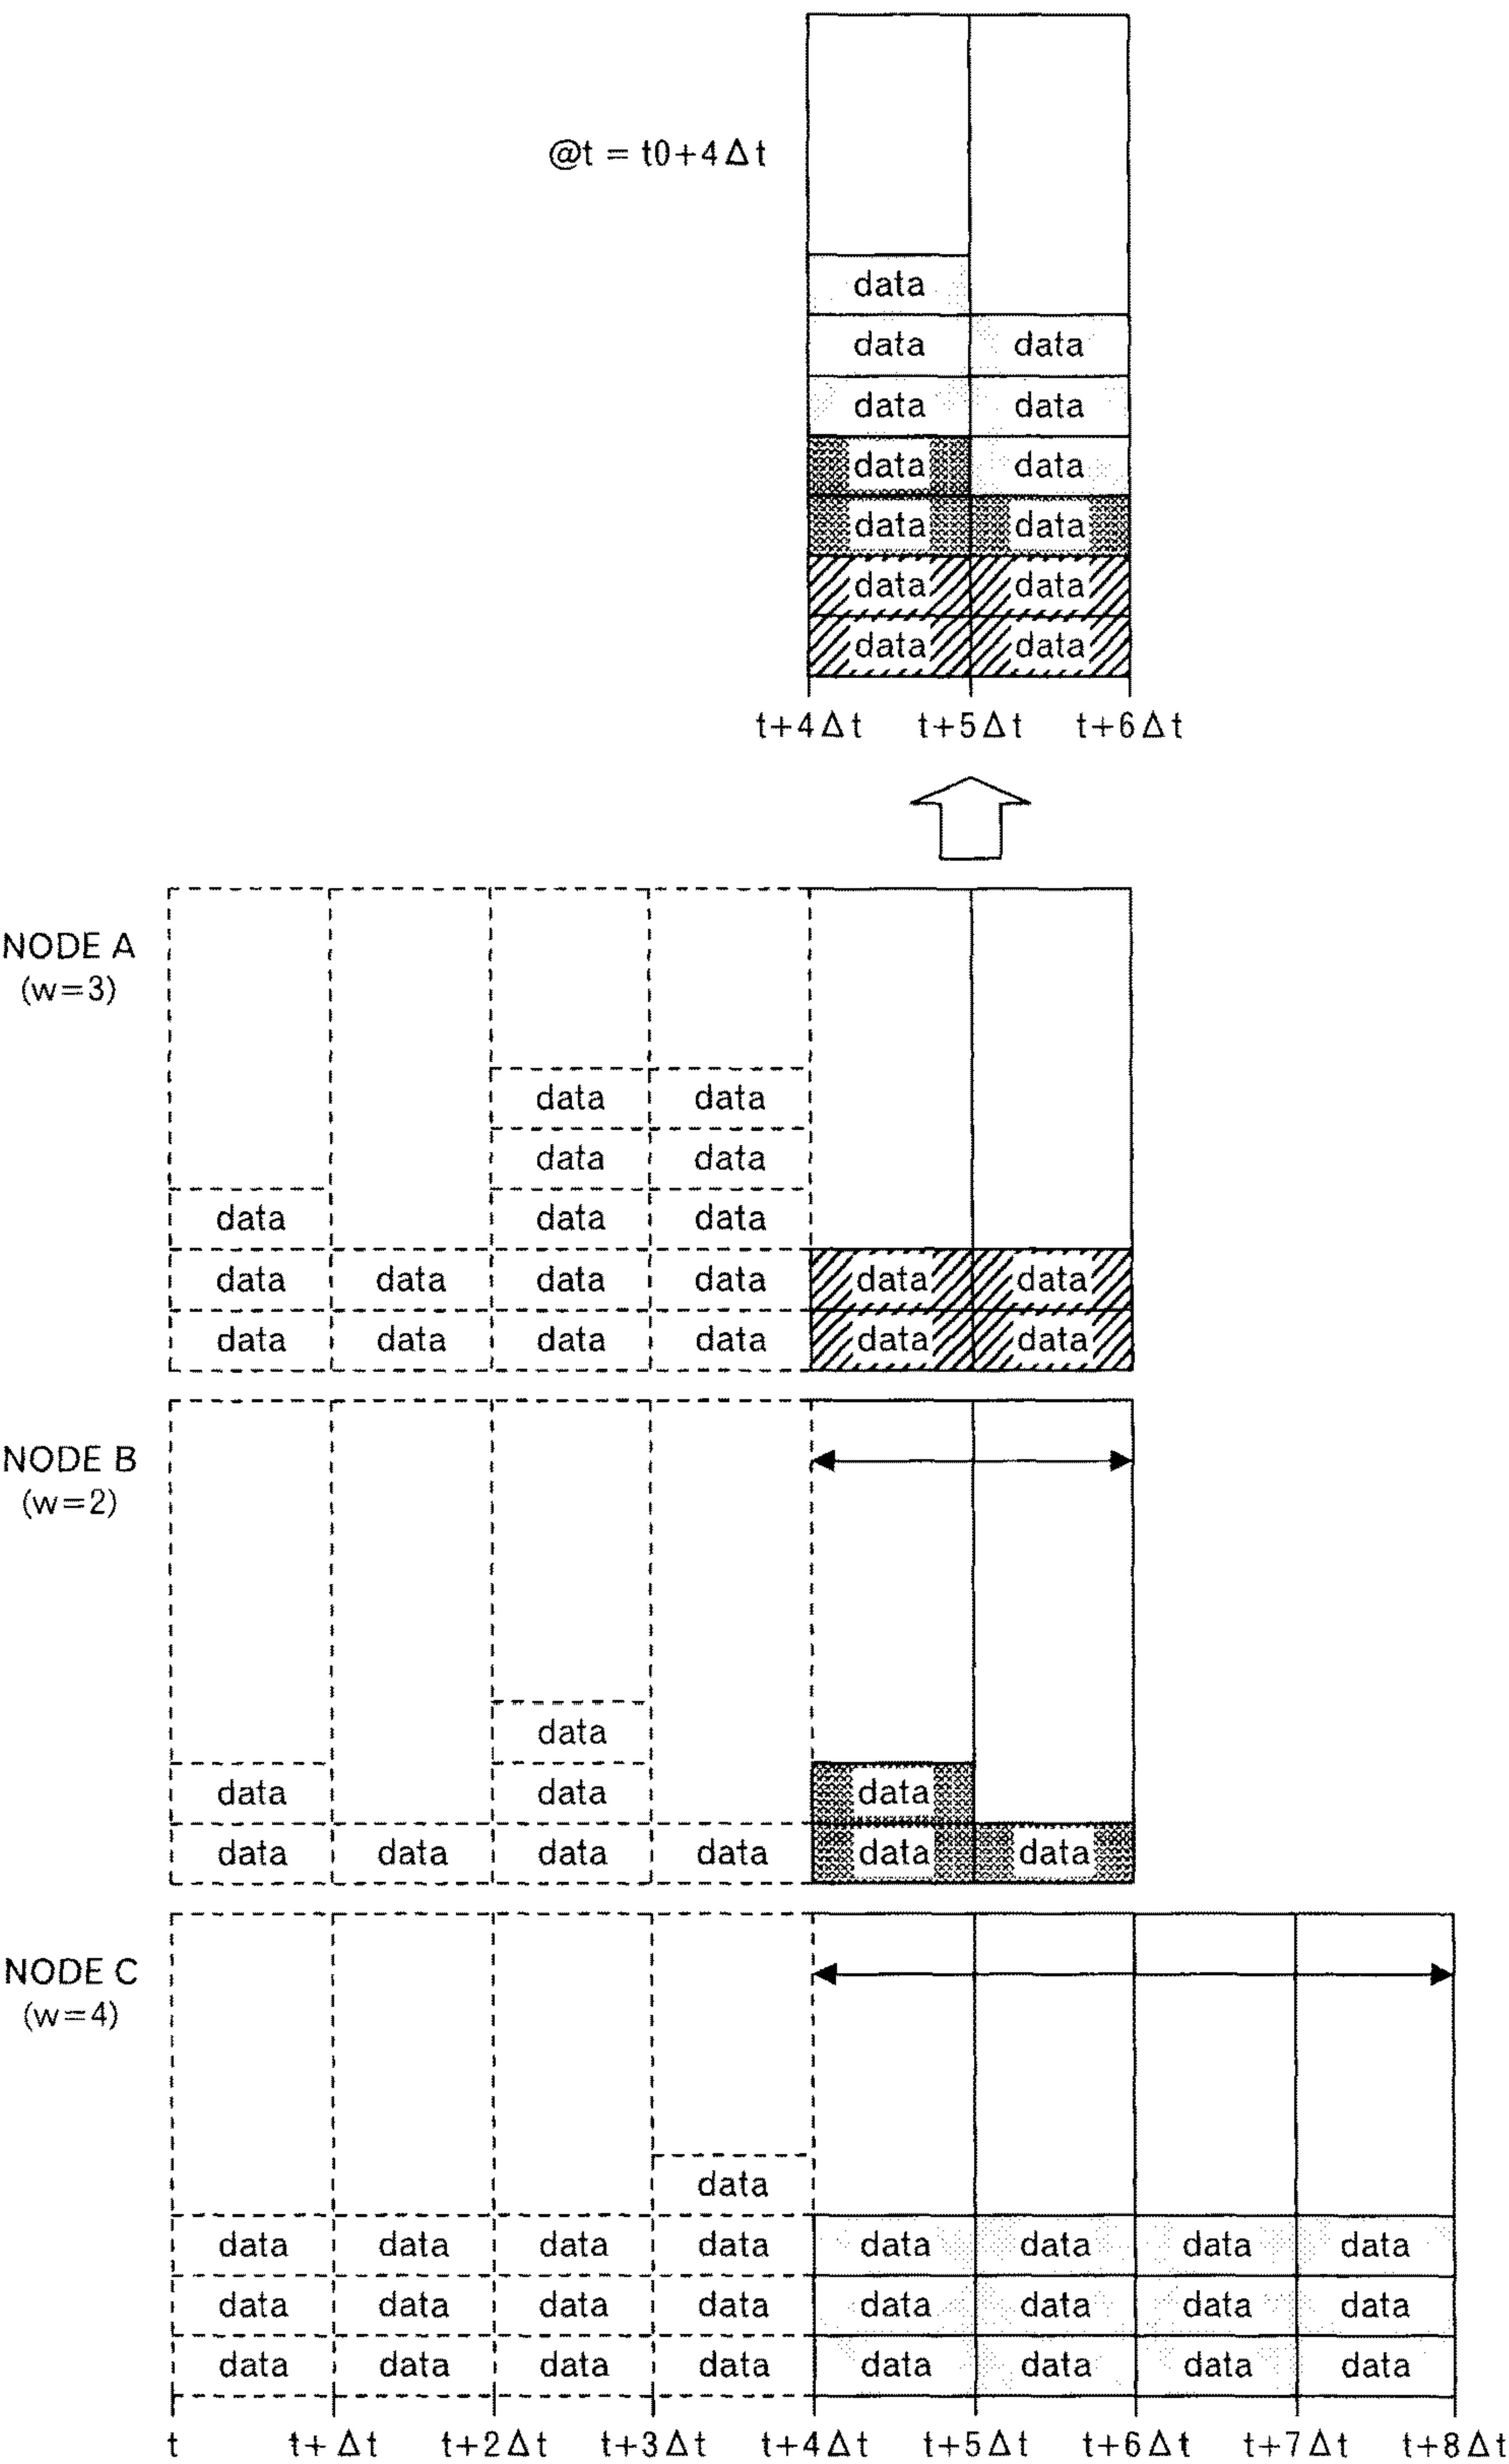 @t = t0+4Δt
data
data data
data data
data data
data data
data data
data data
t+4Δt t+5Δt t+6Δt
NODE A
(w=3)
data data
data data
data data data
data data data data data data
data data data data data data
NODE B
(w=2)
data
data data data
data data data data data data
NODE C
(w=4)
data
data data data data data data data data
data data data data data data data data
data data data data data data data data
t t+Δt t+2Δt t+3Δt t+4Δt t+5Δt t+6Δt t+7Δt t+8Δt